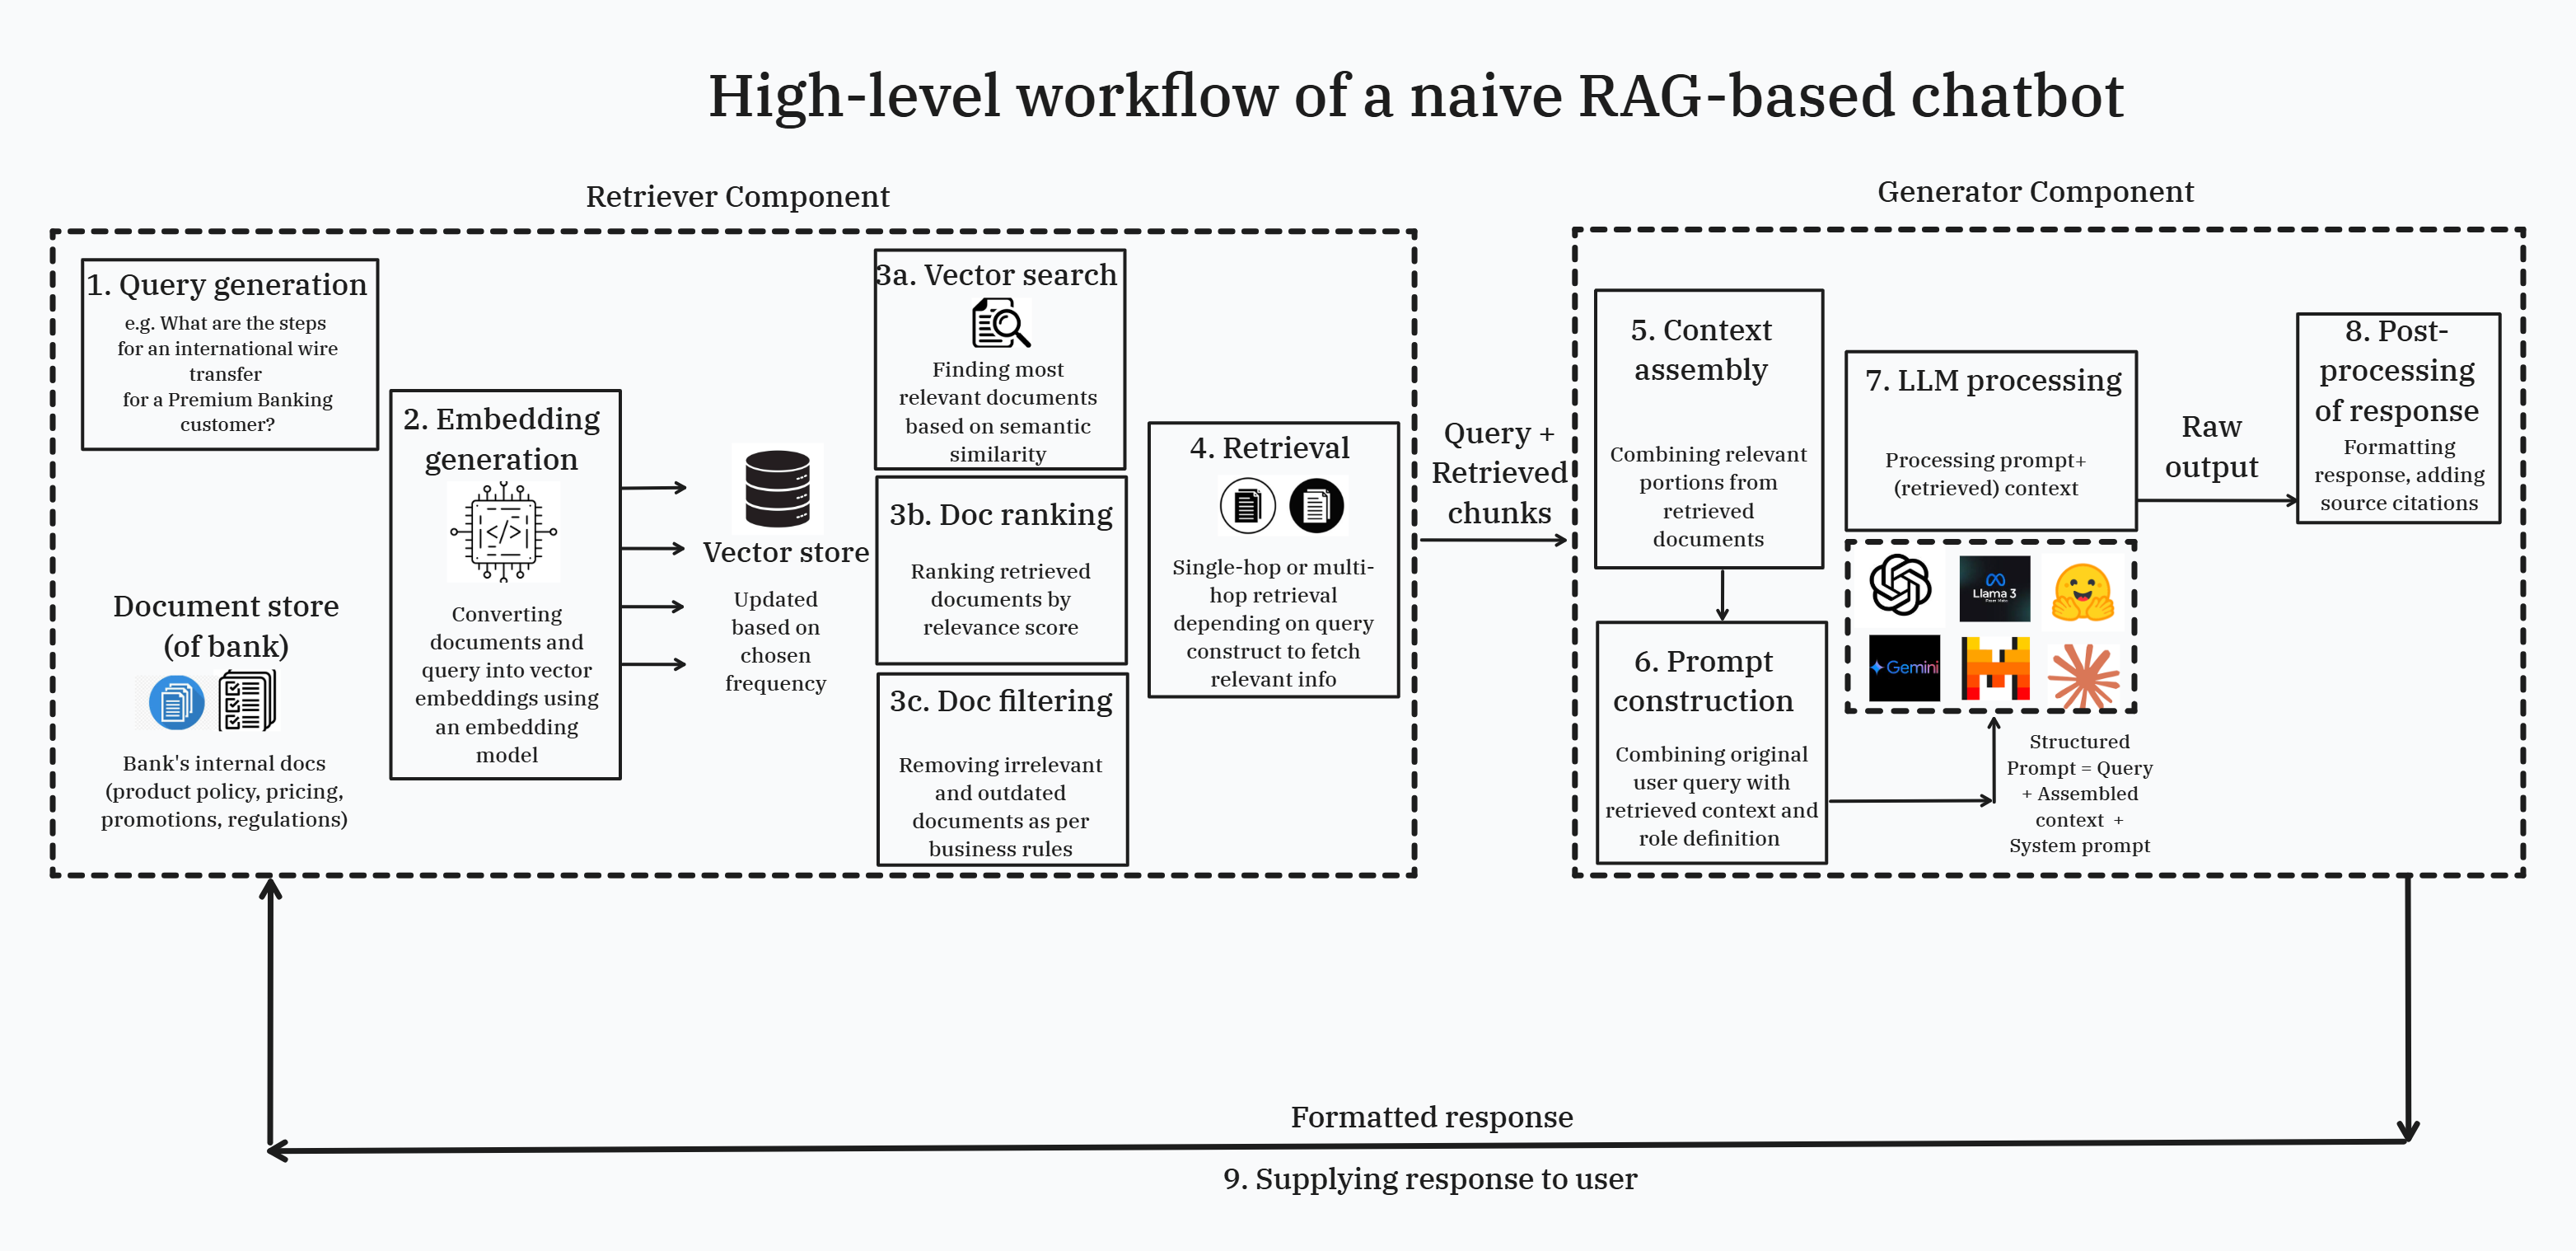 High-level workflow of a naive RAG-based chatbot
Retriever Component
1. Query generation
e.g. What are the steps
for an international wire
transfer
for a Premium Banking
customer?
Document store
(of bank)
Bank's internal docs
(product policy, pricing,
promotions, regulations)
2. Embedding
generation
</>
Converting
documents and
query into vector
embeddings using
an embedding
model
Vector store
Updated
based on
chosen
frequency
3a. Vector search
Finding most
relevant documents
based on semantic
similarity
3b. Doc ranking
Ranking retrieved
documents by
relevance score
3c. Doc filtering
Removing irrelevant
and outdated
documents as per
business rules
4. Retrieval
Single-hop or multi-
hop retrieval
depending on query
construct to fetch
relevant info
Query +
Retrieved
chunks
Generator Component
5. Context
assembly
Combining relevant
portions from
retrieved
documents
6. Prompt
construction
Combining original
user query with
retrieved context and
role definition
7. LLM processing
Processing prompt+
(retrieved) context
Llama 3
Gemini
Structured
Prompt = Query
+ Assembled
context +
System prompt
Raw
output
8. Post-
processing
of response
Formatting
response, adding
source citations
Formatted response
9. Supplying response to user